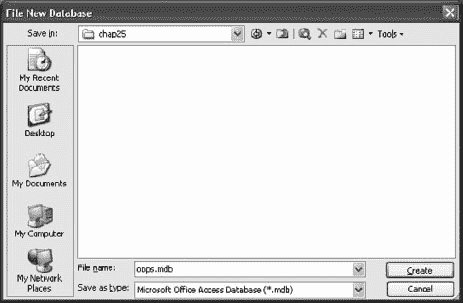 File New Database
Save in:
chap25
Tools
My Recent
Documents
Desktop
My Documents
My Computer
My Network
Places
File name:
oops.mdb
Create
Save as type:
Microsoft Office Access Database (*.mdb)
Cancel